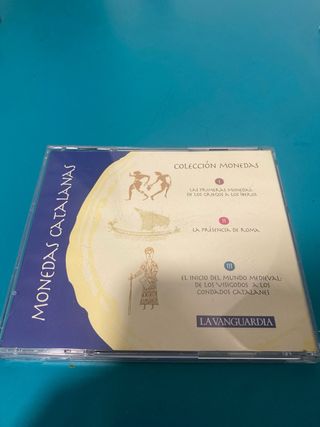 MONEDAS CATALANAS
COLECCIÓN MONEDAS
I
LAS PRIMERAS MONEDAS:
DE LOS GRIEGOS A LOS ÍBEROS
II
LA PRESENCIA DE ROMA
III
EL INICIO DEL MUNDO MEDIEVAL:
DE LOS VISIGODOS A LOS
CONDADOS CATALANES
LA VANGUARDIA